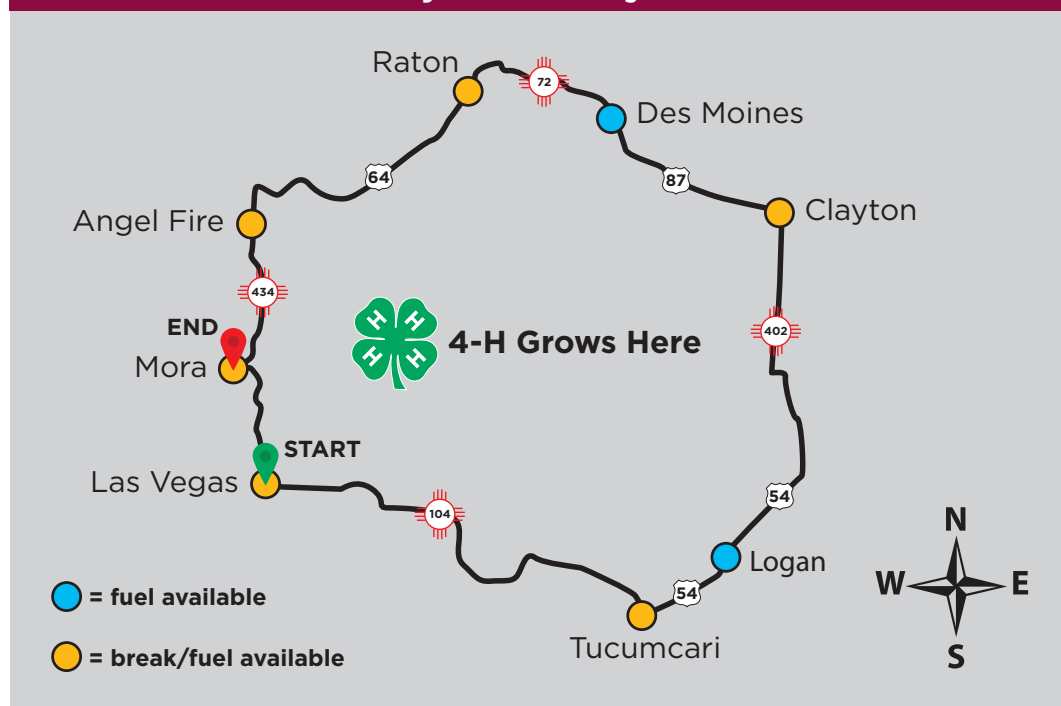 Raton
72
Des Moines
64
87
Angel Fire
Clayton
434
402
END
H H
4-H Grows Here
H H
Mora
START
Las Vegas
104
54
N
Logan
W E
= fuel available
54
S
= break/fuel available
Tucumcari